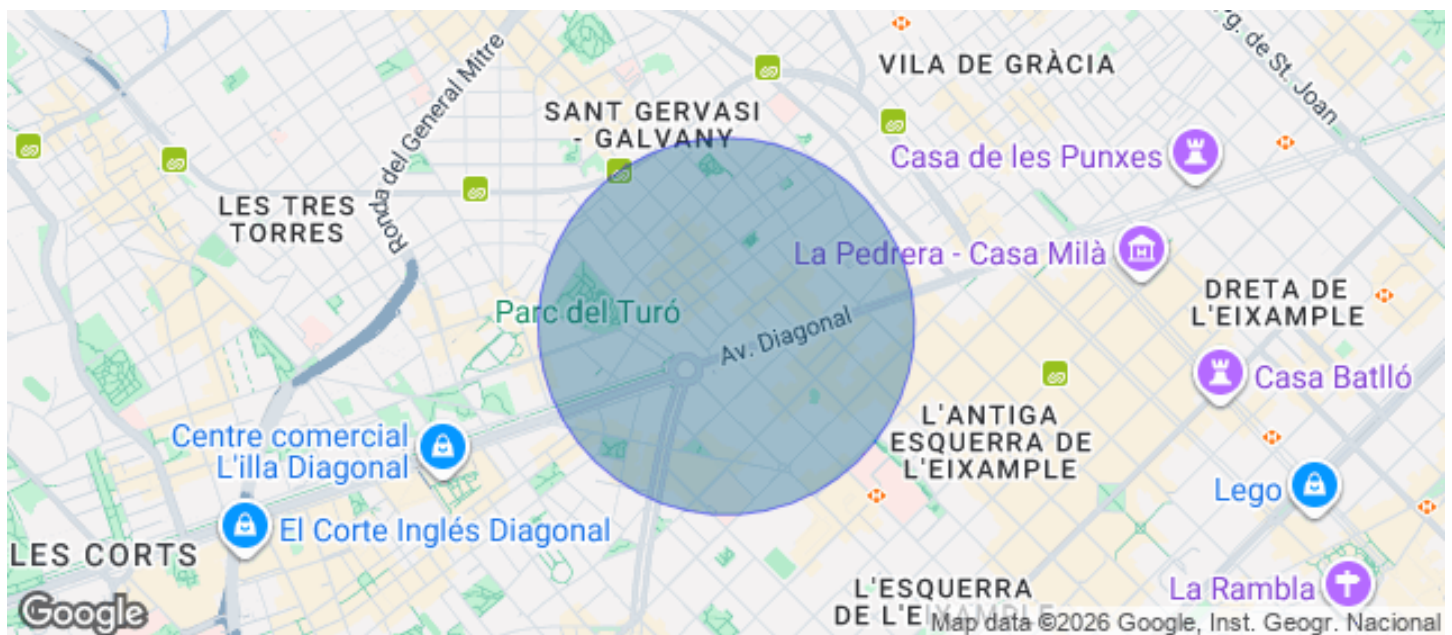 rg. de St. Joan
VILA DE GRÀCIA
Ronda del General Mitre
SANT GERVASI
- GALVANY
Casa de les Punxes
LES TRES
TORRES
La Pedrera - Casa Milà
DRETA DE
L'EIXAMPLE
Parc del Turó
Av. Diagonal
Casa Batlló
L'ANTIGA
ESQUERRA DE
L'EIXAMPLE
Centre comercial
L'illa Diagonal
Lego
El Corte Inglés Diagonal
LES CORTS
L'ESQUERRA
DE L'EIXAMPLE
La Rambla
Google
Map data ©2026 Google, Inst. Geogr. Nacional